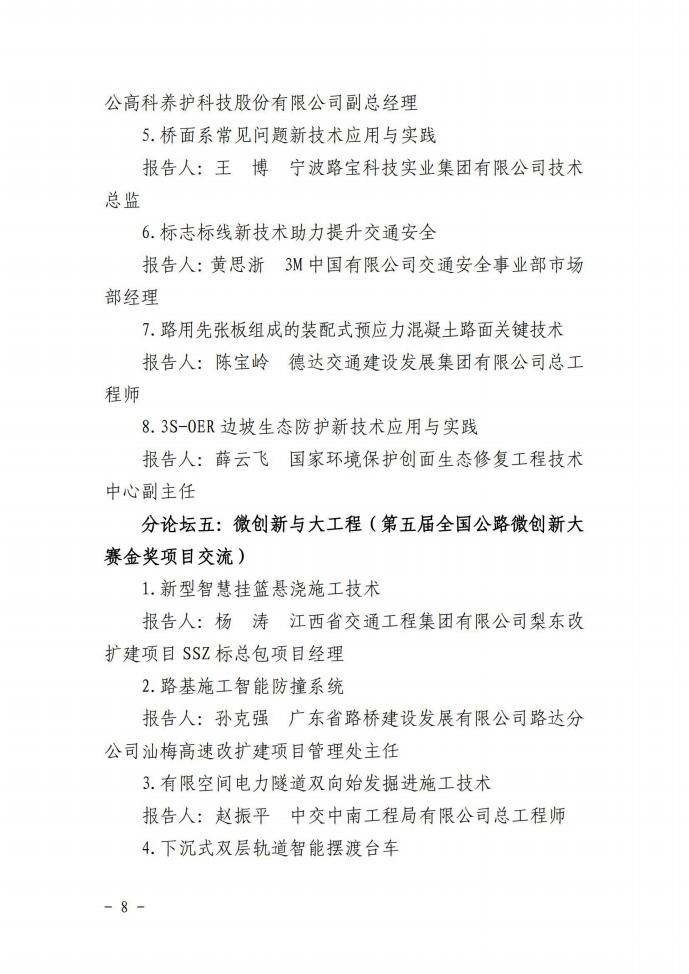 公高科养护科技股份有限公司副总经理
5.桥面系常见问题新技术应用与实践
报告人：王　博　宁波路宝科技实业集团有限公司技术
总监
6.标志标线新技术助力提升交通安全
报告人：黄思浙　3M中国有限公司交通安全事业部市场
部经理
7.路用先张板组成的装配式预应力混凝土路面关键技术
报告人：陈宝岭　德达交通建设发展集团有限公司总工
程师
8.3S-OER边坡生态防护新技术应用与实践
报告人：薛云飞　国家环境保护创面生态修复工程技术
中心副主任
分论坛五：微创新与大工程（第五届全国公路微创新大
赛金奖项目交流）
1.新型智慧挂篮悬浇施工技术
报告人：杨　涛　江西省交通工程集团有限公司梨东改
扩建项目SSZ标总包项目经理
2.路基施工智能防撞系统
报告人：孙克强　广东省路桥建设发展有限公司路达分
公司汕梅高速改扩建项目管理处主任
3.有限空间电力隧道双向始发掘进施工技术
报告人：赵振平　中交中南工程局有限公司总工程师
4.下沉式双层轨道智能摆渡台车
- 8 -